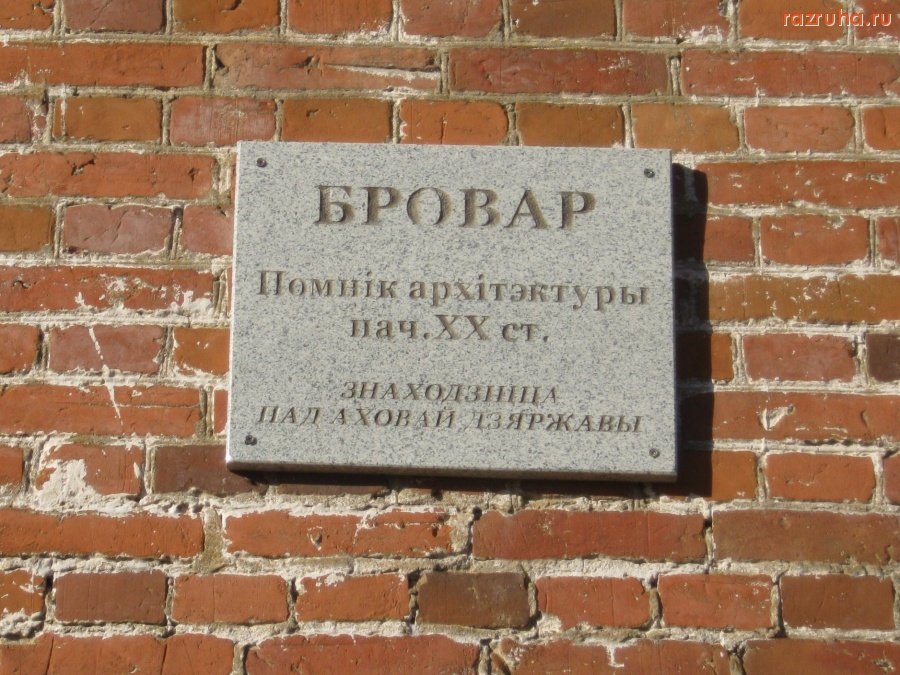 razruha.ru
БРОВАР
Помнік архітэктуры
пач.XX ст.
ЗНАХОДЗІЦЦА
ПАД АХОВАЙ ДЗЯРЖАВЫ